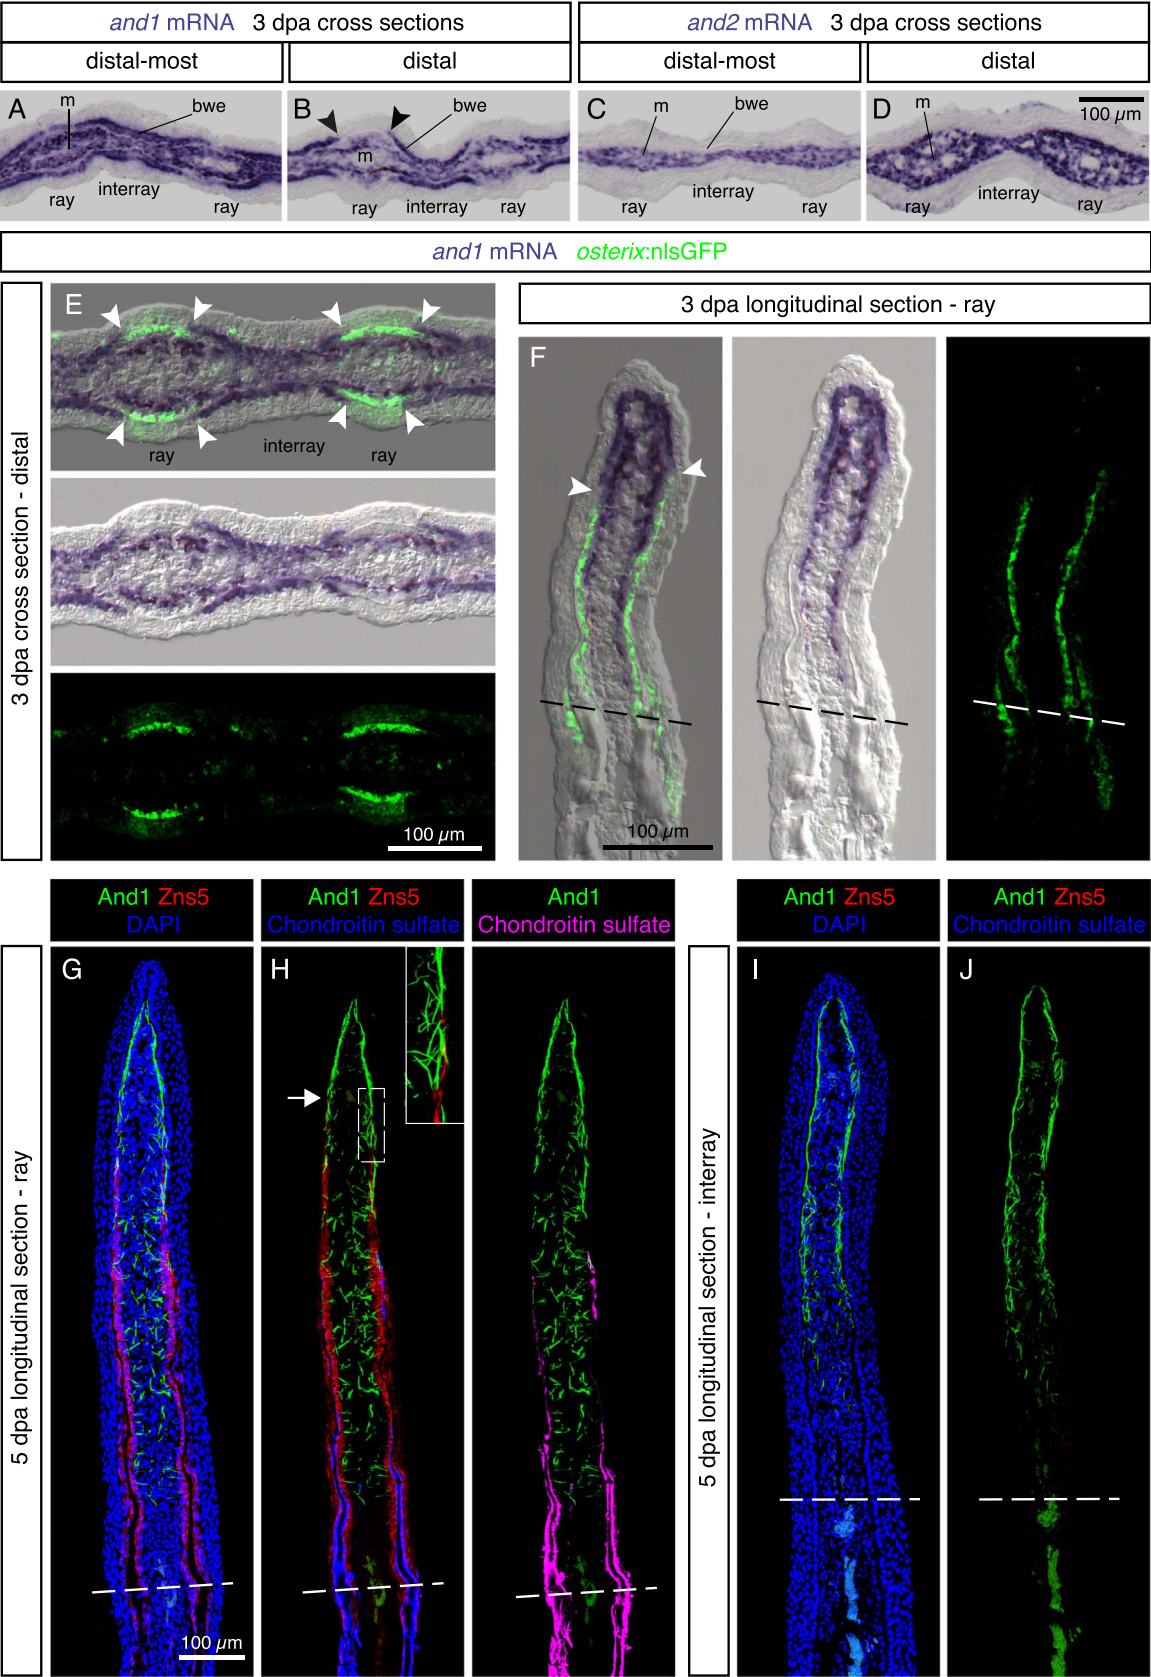 and1 mRNA 3 dpa cross sections
and2 mRNA 3 dpa cross sections
distal-most
distal
distal-most
distal
A
m
bwe
ray
interray
ray
B
bwe
m
ray
interray
ray
C
m
bwe
ray
interray
ray
D
m
100 µm
ray
interray
ray
and1 mRNA osterix:nlsGFP
3 dpa cross section - distal
E
interray
ray
ray
100 µm
3 dpa longitudinal section - ray
F
100 µm
And1 Zns5
DAPI
And1 Zns5
Chondroitin sulfate
And1
Chondroitin sulfate
And1 Zns5
DAPI
And1 Zns5
Chondroitin sulfate
5 dpa longitudinal section - ray
G
100 µm
H
5 dpa longitudinal section - interray
I
J